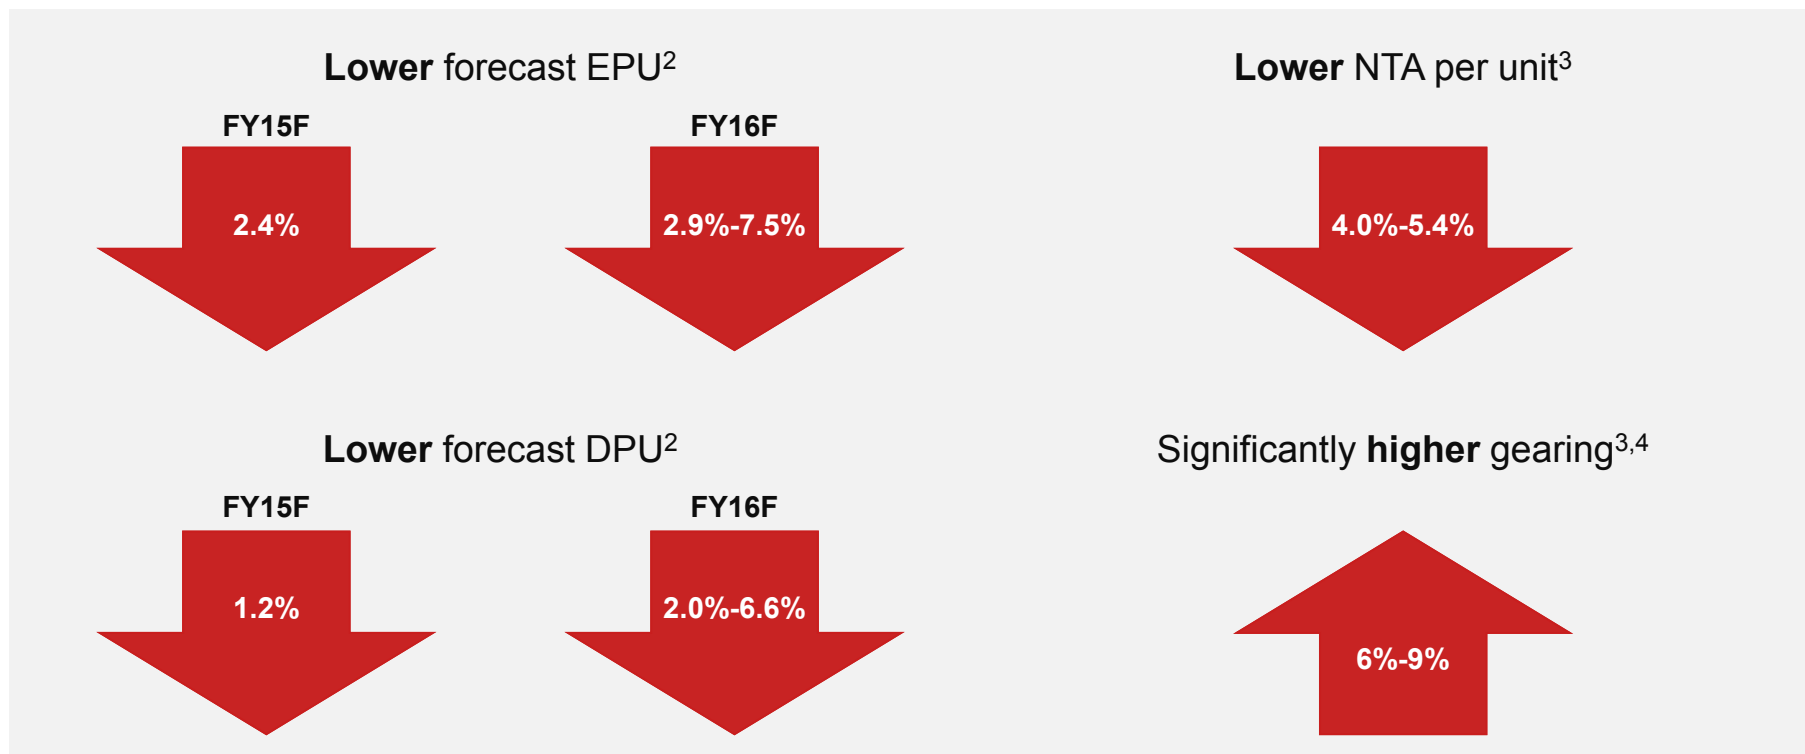 Lower forecast EPU²
FY15F
FY16F
2.4%
2.9%-7.5%
Lower NTA per unit³
4.0%-5.4%
Lower forecast DPU²
FY15F
FY16F
1.2%
2.0%-6.6%
Significantly higher gearing³,⁴
6%-9%